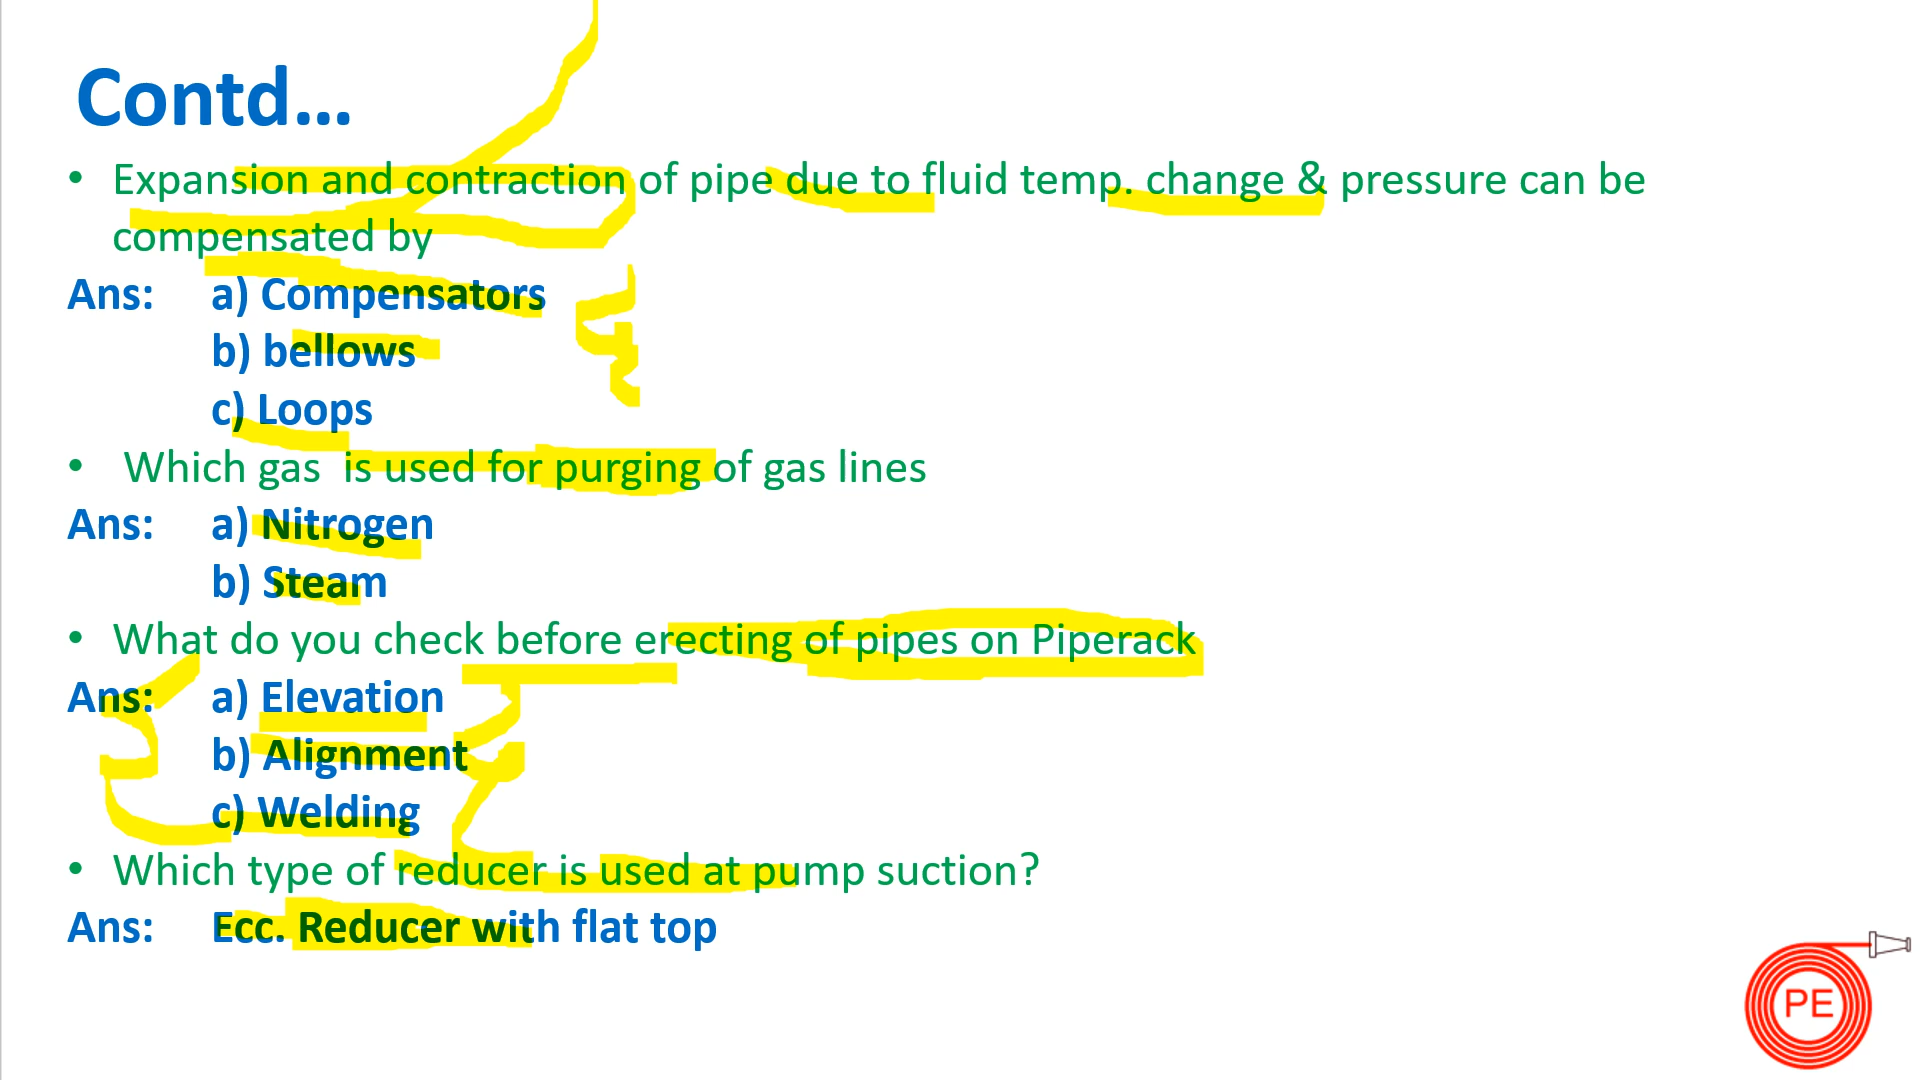 Contd...
• Expansion and contraction of pipe due to fluid temp. change & pressure can be
compensated by
Ans: a) Compensators
b) bellows
c) Loops
• Which gas is used for purging of gas lines
Ans: a) Nitrogen
b) Steam
• What do you check before erecting of pipes on Piperack
Ans: a) Elevation
b) Alignment
c) Welding
• Which type of reducer is used at pump suction?
Ans: Ecc. Reducer with flat top
PE